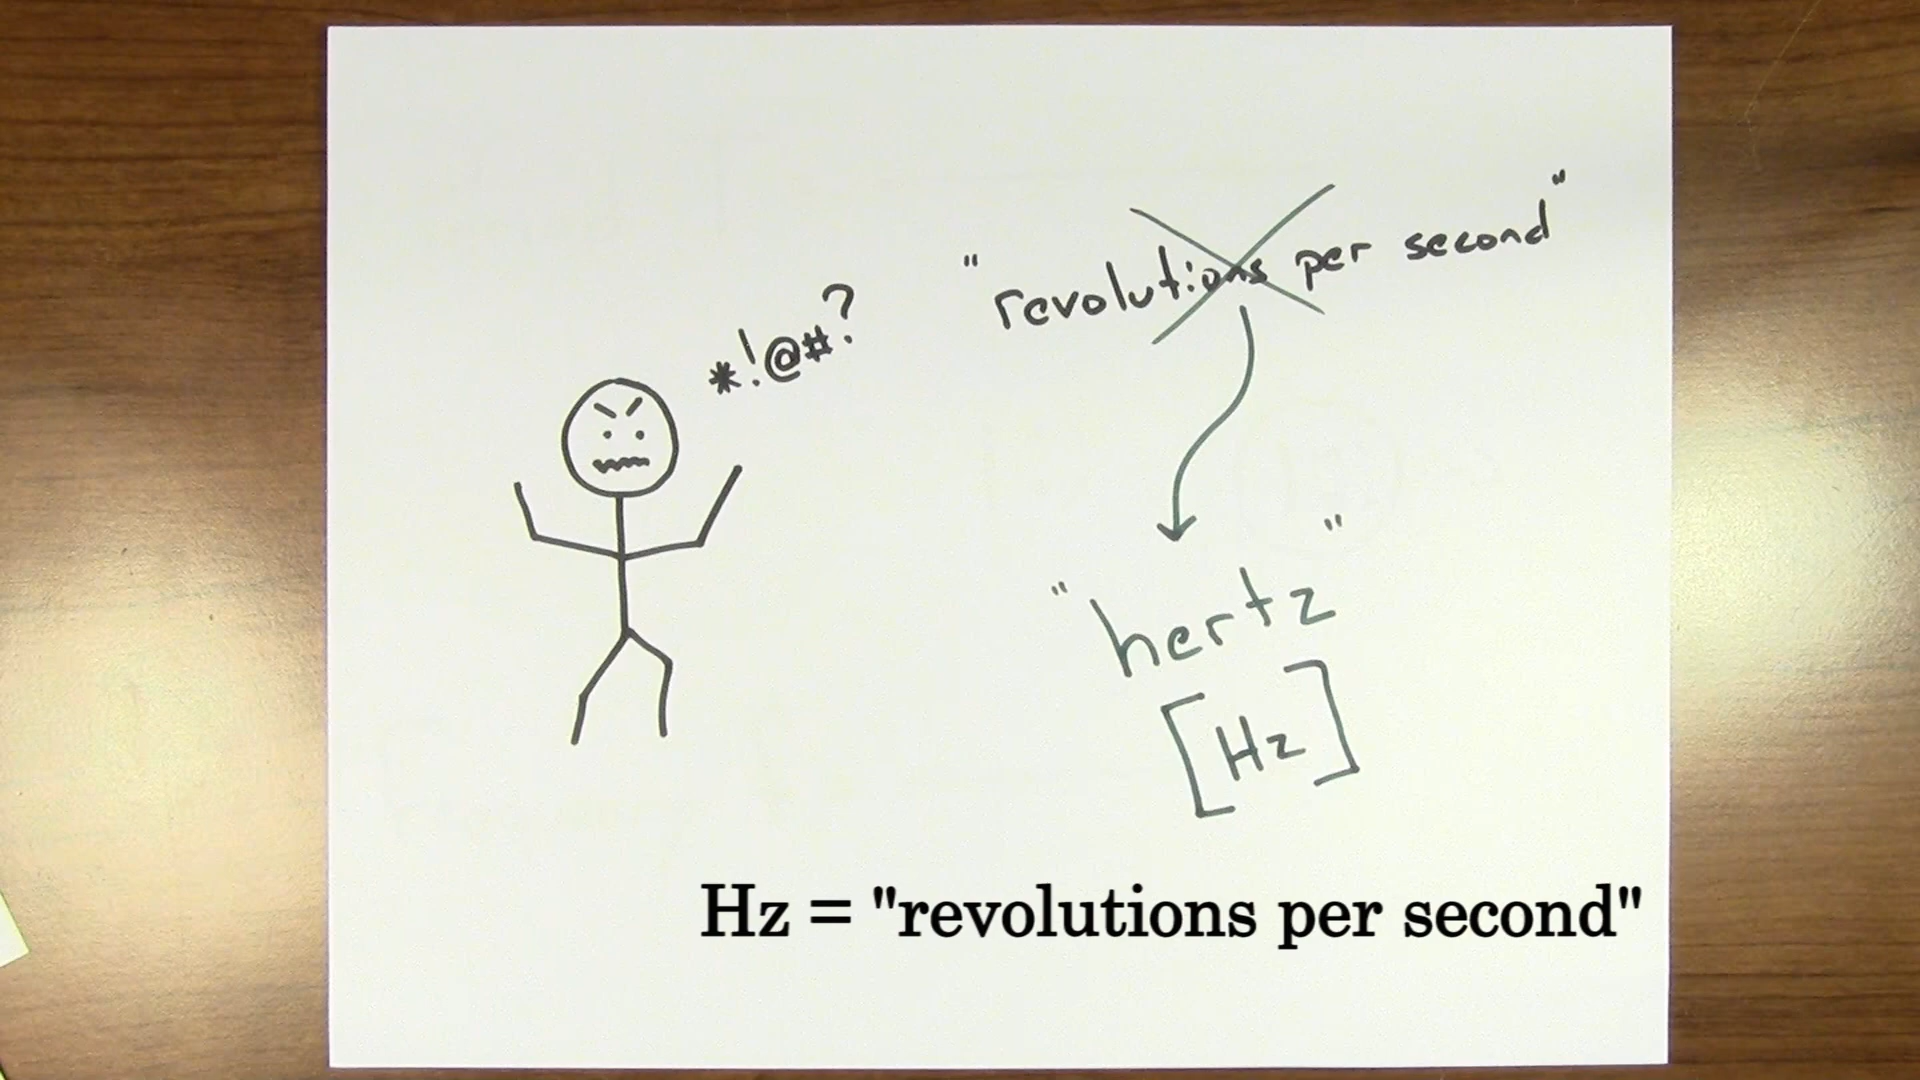 *!@#?
"revolutions per second"
"hertz"
[Hz]
Hz = "revolutions per second"